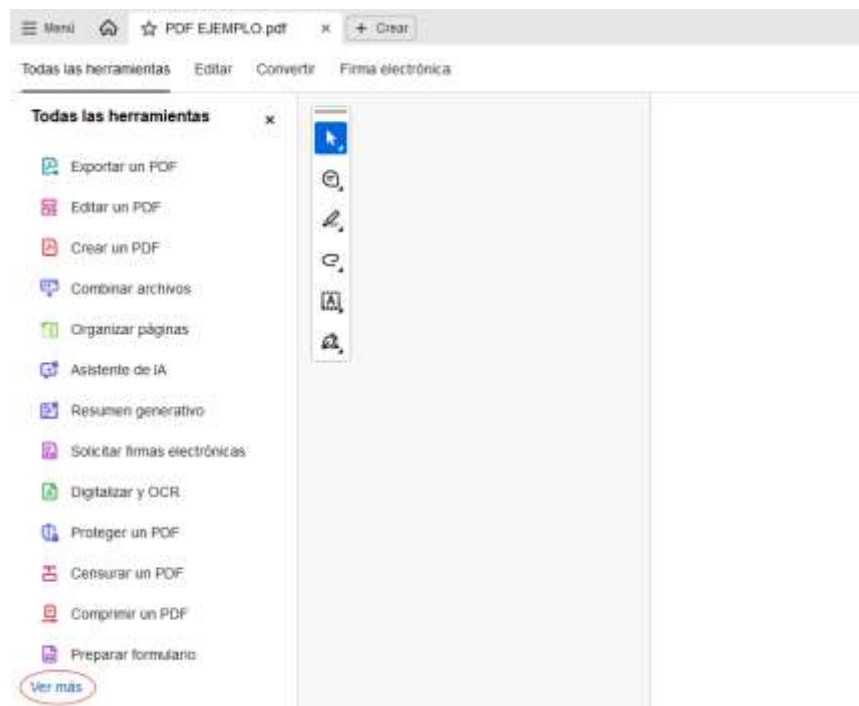 Menú PDF EJEMPLO.pdf × + Crear
Todas las herramientas Editar Convertir Firma electrónica
Todas las herramientas ×
Exportar un PDF
Editar un PDF
Crear un PDF
Combinar archivos
Organizar páginas
Asistente de IA
Resumen generativo
Solicitar firmas electrónicas
Digitalizar y OCR
Proteger un PDF
Censurar un PDF
Comprimir un PDF
Preparar formulario
Ver más